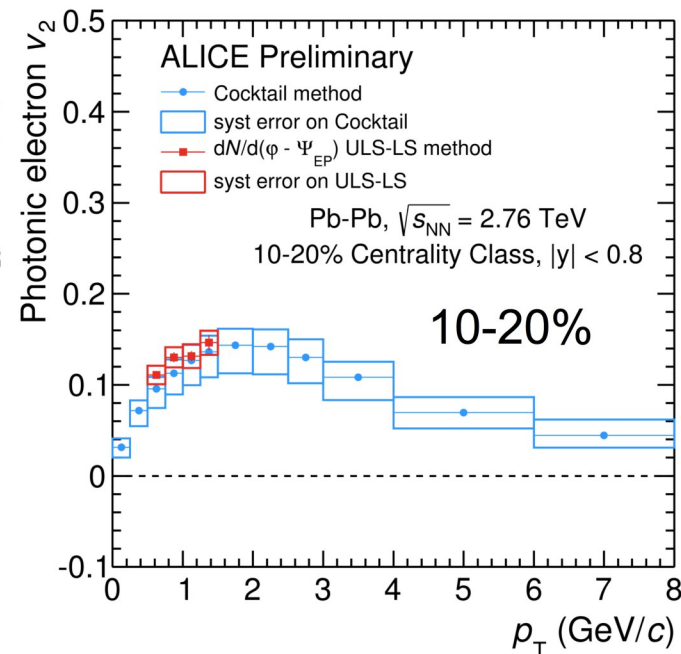 Photonic electron v₂
0.5
0.4
0.3
0.2
0.1
0
-0.1
ALICE Preliminary
Cocktail method
syst error on Cocktail
dN/d(φ - Ψ_EP) ULS-LS method
syst error on ULS-LS
Pb-Pb, √s_NN = 2.76 TeV
10-20% Centrality Class, |y| < 0.8
10-20%
0 1 2 3 4 5 6 7 8
p_T (GeV/c)